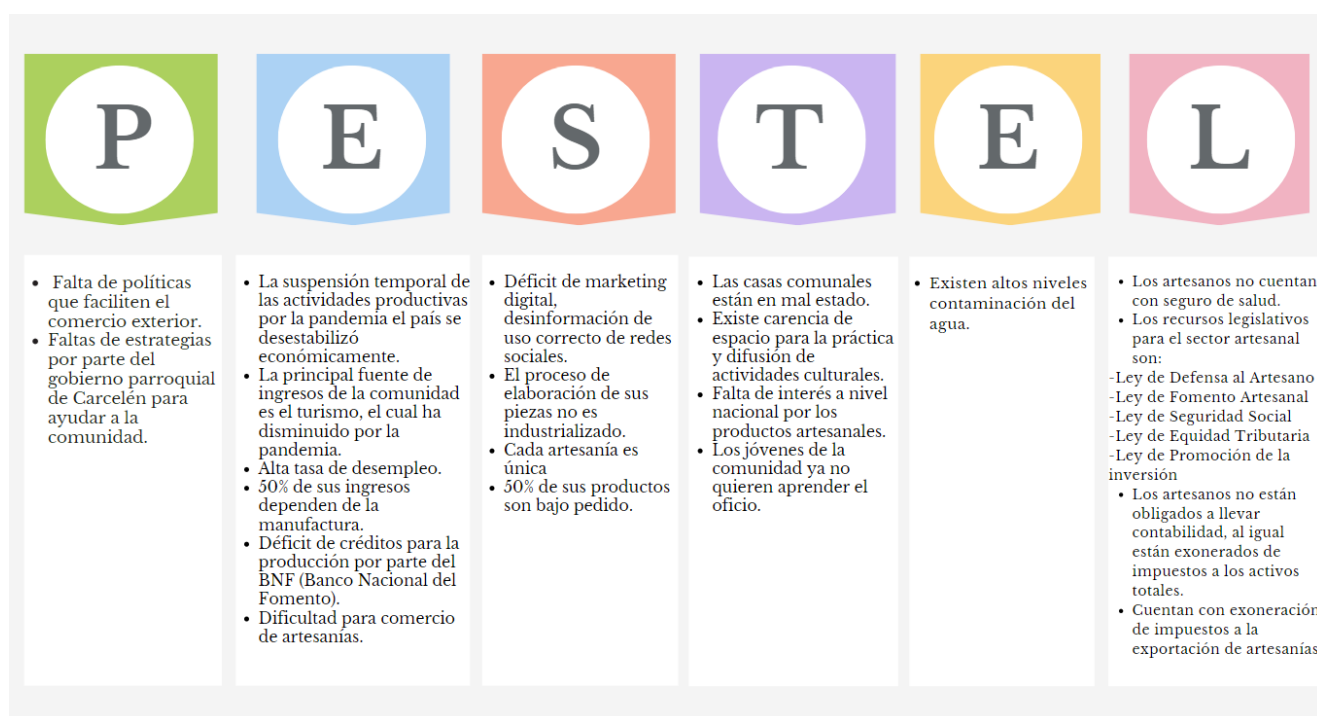 P
E
S
T
E
L
• Falta de políticas
que faciliten el
comercio exterior.
• Faltas de estrategias
por parte del
gobierno parroquial
de Carcelén para
ayudar a la
comunidad.
• La suspensión temporal de
las actividades productivas
por la pandemia el país se
desestabilizó
económicamente.
• La principal fuente de
ingresos de la comunidad
es el turismo, el cual ha
disminuido por la
pandemia.
• Alta tasa de desempleo.
• 50% de sus ingresos
dependen de la
manufactura.
• Déficit de créditos para la
producción por parte del
BNF (Banco Nacional del
Fomento).
• Dificultad para comercio
de artesanías.
• Déficit de marketing
digital,
desinformación de
uso correcto de redes
sociales.
• El proceso de
elaboración de sus
piezas no es
industrializado.
• Cada artesanía es
única
• 50% de sus productos
son bajo pedido.
• Las casas comunales
están en mal estado.
• Existe carencia de
espacio para la práctica
y difusión de
actividades culturales.
• Falta de interés a nivel
nacional por los
productos artesanales.
• Los jóvenes de la
comunidad ya no
quieren aprender el
oficio.
• Existen altos niveles
contaminación del
agua.
• Los artesanos no cuentan
con seguro de salud.
• Los recursos legislativos
para el sector artesanal
son:
-Ley de Defensa al Artesano
-Ley de Fomento Artesanal
-Ley de Seguridad Social
-Ley de Equidad Tributaria
-Ley de Promoción de la
inversión
• Los artesanos no están
obligados a llevar
contabilidad, al igual
están exonerados de
impuestos a los activos
totales.
• Cuentan con exoneración
de impuestos a la
exportación de artesanías